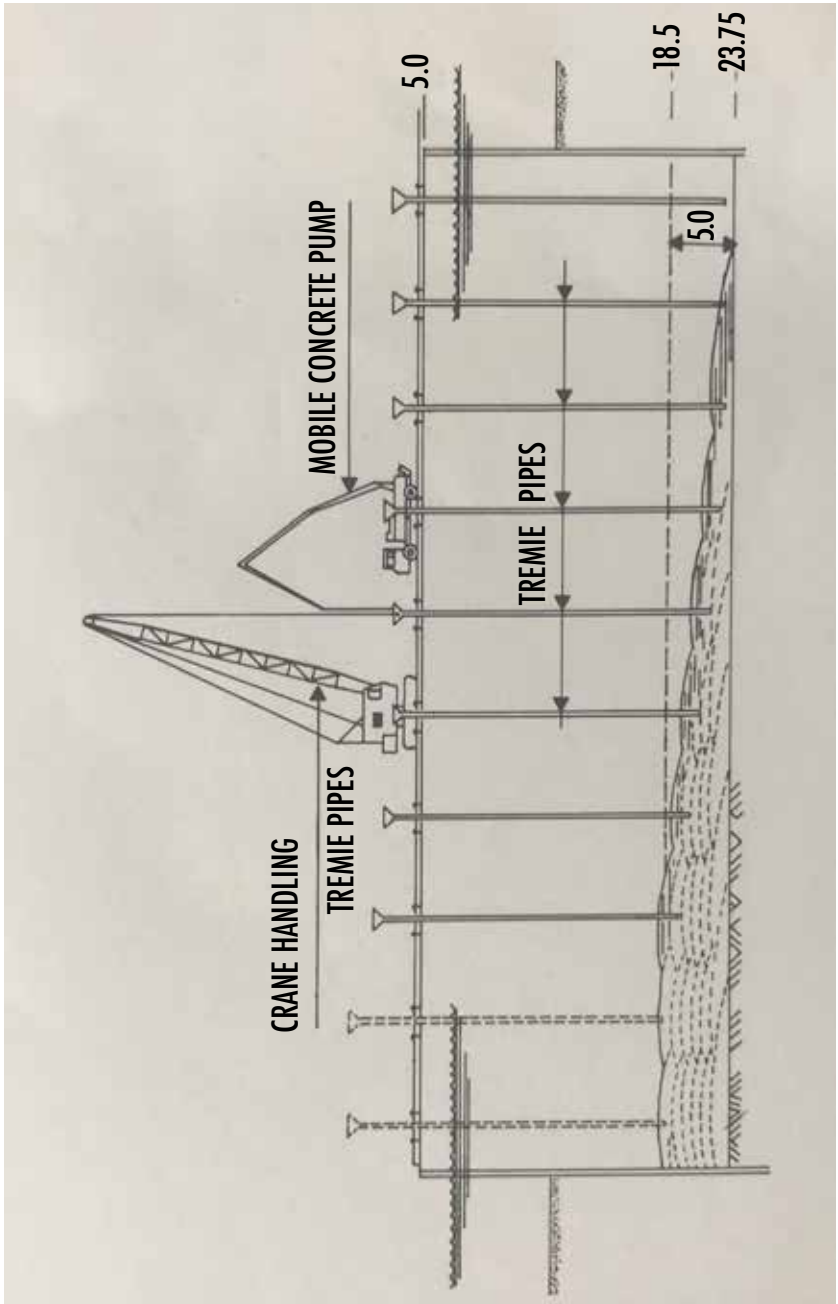 CRANE HANDLING
TREMIE PIPES
MOBILE CONCRETE PUMP
5.0
TREMIE PIPES
18.5
5.0
23.75